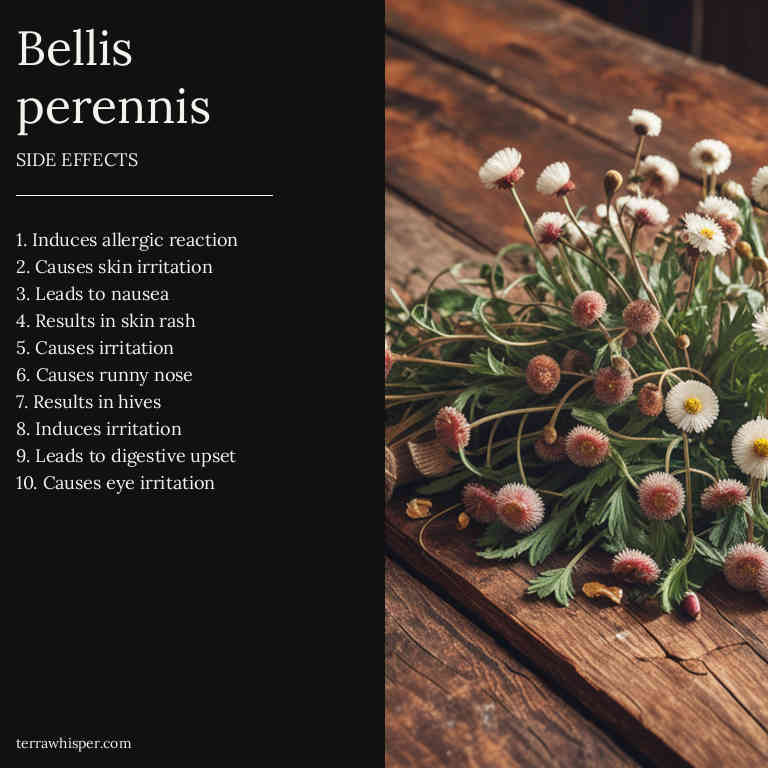 Bellis
perennis
SIDE EFFECTS
1. Induces allergic reaction
2. Causes skin irritation
3. Leads to nausea
4. Results in skin rash
5. Causes irritation
6. Causes runny nose
7. Results in hives
8. Induces irritation
9. Leads to digestive upset
10. Causes eye irritation
terrawhisper.com